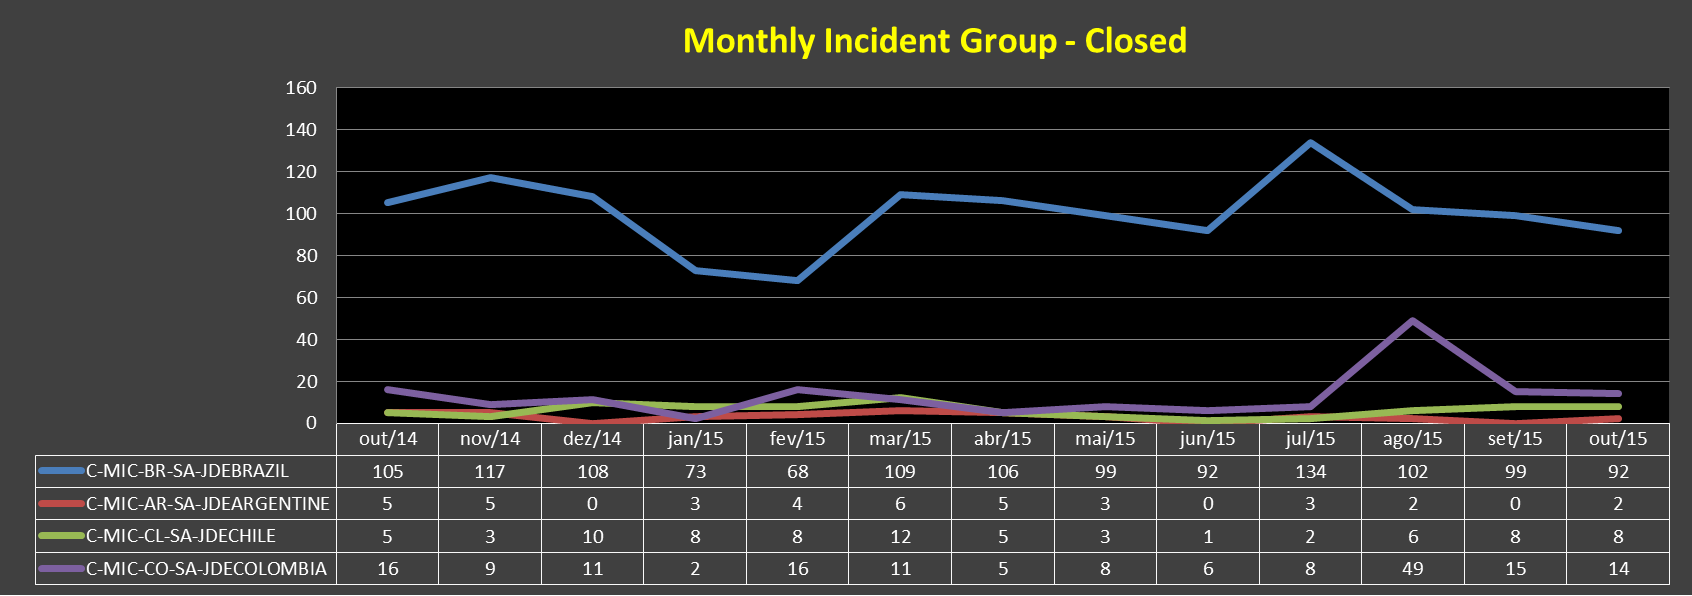 Monthly Incident Group - Closed
160
140
120
100
80
60
40
20
0
out/14 nov/14 dez/14 jan/15 fev/15 mar/15 abr/15 mai/15 jun/15 jul/15 ago/15 set/15 out/15
C-MIC-BR-SA-JDEBRAZIL 105 117 108 73 68 109 106 99 92 134 102 99 92
C-MIC-AR-SA-JDEARGENTINE 5 5 0 3 4 6 5 3 0 3 2 0 2
C-MIC-CL-SA-JDECHILE 5 3 10 8 8 12 5 3 1 2 6 8 8
C-MIC-CO-SA-JDECOLOMBIA 16 9 11 2 16 11 5 8 6 8 49 15 14